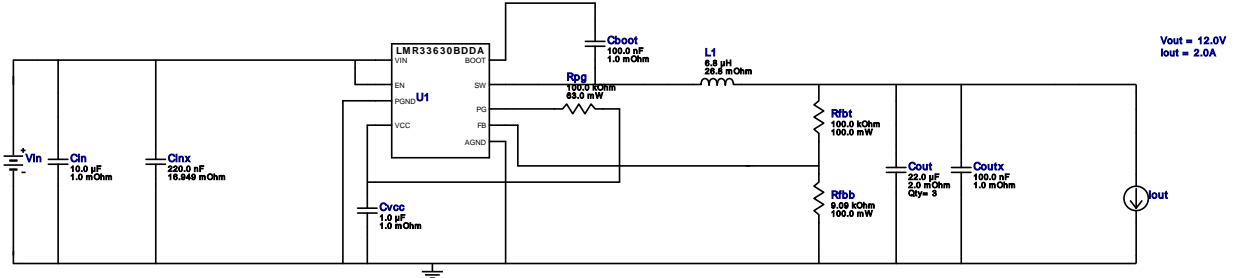 LMR33630BDDA
VIN
BOOT
EN
SW
PGND
U1
PG
VCC
FB
AGND
Cboot
100.0 nF
1.0 mOhm
L1
6.8 µH
26.8 mOhm
Vout = 12.0V
Iout = 2.0A
Rpg
100.0 kOhm
63.0 mW
Rfbt
100.0 kOhm
100.0 mW
+
Vin
-
Cin
10.0 µF
1.0 mOhm
Cinx
220.0 nF
16.949 mOhm
Cvcc
1.0 µF
1.0 mOhm
Rfbb
9.09 kOhm
100.0 mW
Cout
22.0 µF
2.0 mOhm
Qty= 3
Coutx
100.0 nF
1.0 mOhm
Iout